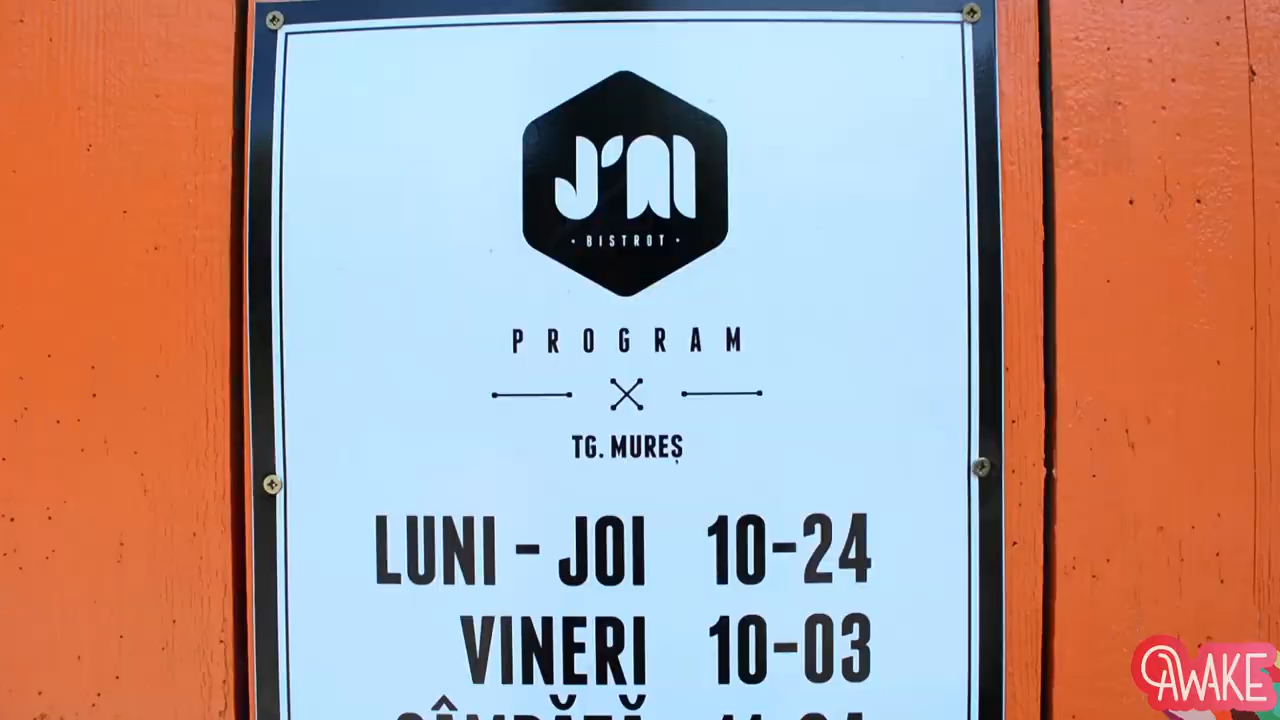 J'AI
• BISTROT •
PROGRAM
TG. MUREȘ
LUNI - JOI 10-24
VINERI 10-03
AWAKE